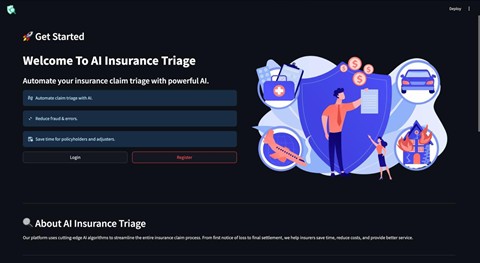 Deploy
🚀 Get Started
Welcome To AI Insurance Triage
Automate your insurance claim triage with powerful AI.
Automate claim triage with AI.
✓ Reduce fraud & errors.
Save time for policyholders and adjusters.
Login
Register
🔍 About AI Insurance Triage
Our platform uses cutting-edge AI algorithms to streamline the entire insurance claim process. From first notice of loss to final settlement, we help insurers save time, reduce costs, and provide better service.